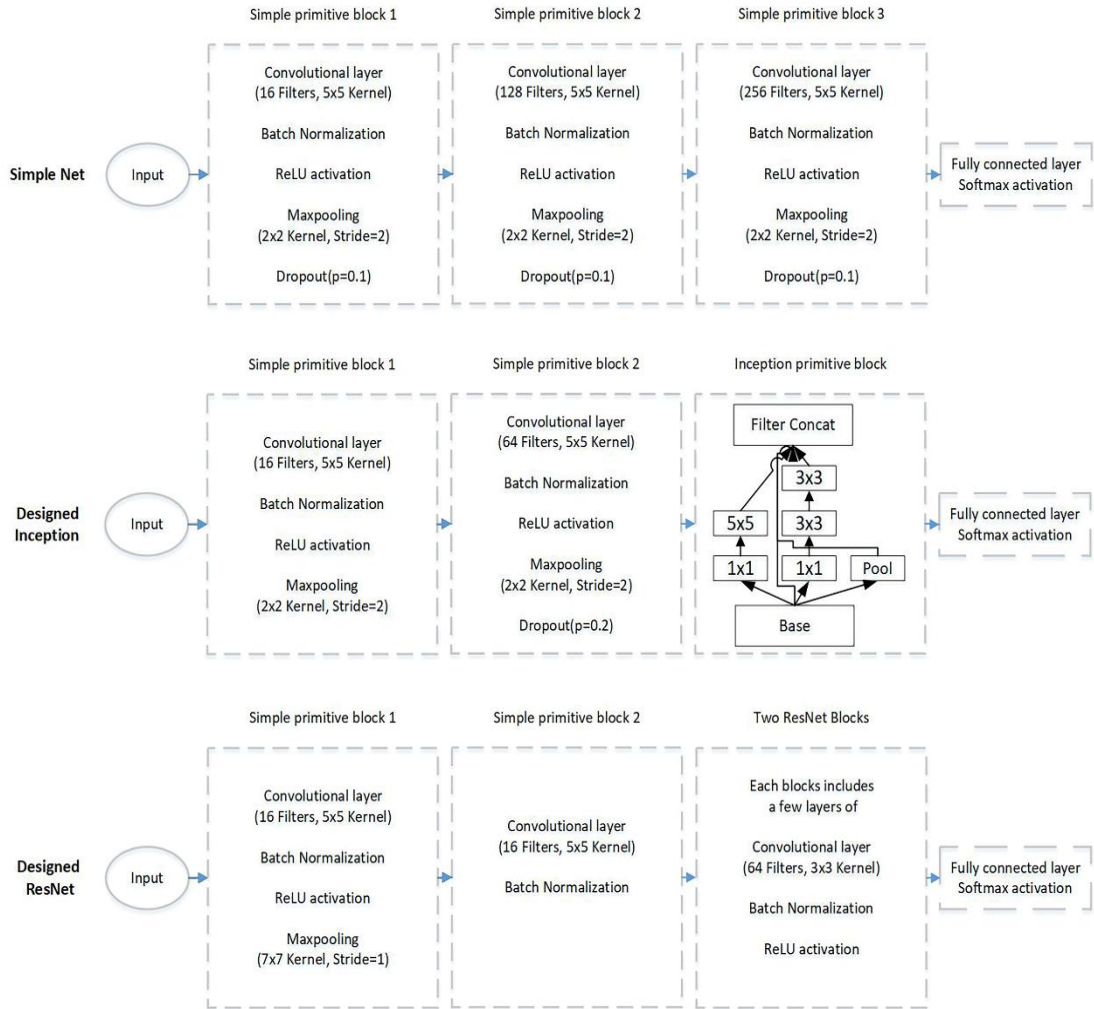 Simple primitive block 1
Simple primitive block 2
Simple primitive block 3
Simple Net
Input
Convolutional layer
(16 Filters, 5x5 Kernel)
Batch Normalization
ReLU activation
Maxpooling
(2x2 Kernel, Stride=2)
Dropout(p=0.1)
Convolutional layer
(128 Filters, 5x5 Kernel)
Batch Normalization
ReLU activation
Maxpooling
(2x2 Kernel, Stride=2)
Dropout(p=0.1)
Convolutional layer
(256 Filters, 5x5 Kernel)
Batch Normalization
ReLU activation
Maxpooling
(2x2 Kernel, Stride=2)
Dropout(p=0.1)
Fully connected layer
Softmax activation
Simple primitive block 1
Simple primitive block 2
Inception primitive block
Designed
Inception
Input
Convolutional layer
(16 Filters, 5x5 Kernel)
Batch Normalization
ReLU activation
Maxpooling
(2x2 Kernel, Stride=2)
Convolutional layer
(64 Filters, 5x5 Kernel)
Batch Normalization
ReLU activation
Maxpooling
(2x2 Kernel, Stride=2)
Dropout(p=0.2)
Filter Concat
3x3
5x5
3x3
1x1
1x1
Pool
Base
Fully connected layer
Softmax activation
Simple primitive block 1
Simple primitive block 2
Two ResNet Blocks
Designed
ResNet
Input
Convolutional layer
(16 Filters, 5x5 Kernel)
Batch Normalization
ReLU activation
Maxpooling
(7x7 Kernel, Stride=1)
Convolutional layer
(16 Filters, 5x5 Kernel)
Batch Normalization
Each blocks includes
a few layers of
Convolutional layer
(64 Filters, 3x3 Kernel)
Batch Normalization
ReLU activation
Fully connected layer
Softmax activation